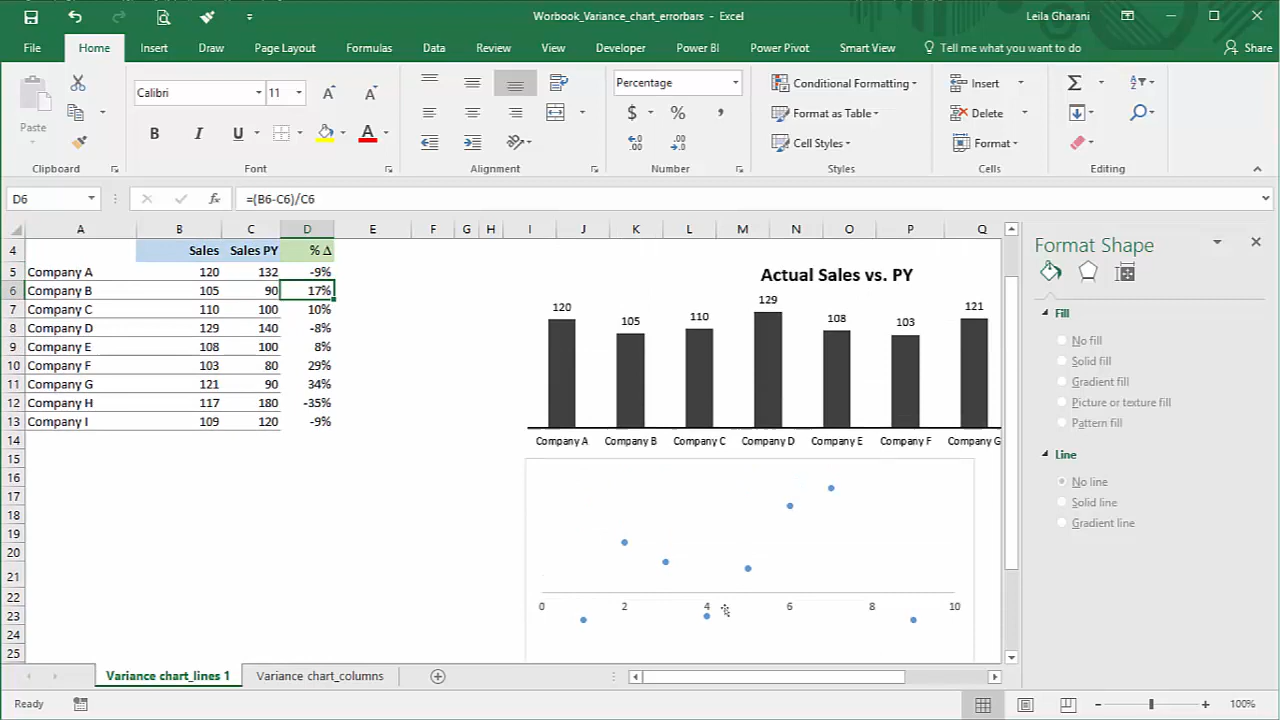 Worbook_Variance_chart_errorbars - Excel
Leila Gharani
File Home Insert Draw Page Layout Formulas Data Review View Developer Power BI Power Pivot Smart View Tell me what you want to do Share
Paste
Calibri 11
B I U A
Percentage
$ % ,
Conditional Formatting
Format as Table
Cell Styles
Insert
Delete
Format
Clipboard Font Alignment Number Styles Cells Editing
D6 fx =(B6-C6)/C6
A B C D E F G H I J K L M N O P Q
4 Sales Sales PY % Δ
5 Company A 120 132 -9%
6 Company B 105 90 17%
7 Company C 110 100 10%
8 Company D 129 140 -8%
9 Company E 108 100 8%
10 Company F 103 80 29%
11 Company G 121 90 34%
12 Company H 117 180 -35%
13 Company I 109 120 -9%
14
15
16
17
18
19
20
21
22
23
24
25
Actual Sales vs. PY
120 105 110 129 108 103 121
Company A Company B Company C Company D Company E Company F Company G
0 2 4 6 8 10
Format Shape
Fill
No fill
Solid fill
Gradient fill
Picture or texture fill
Pattern fill
Line
No line
Solid line
Gradient line
Variance chart_lines 1 Variance chart_columns
Ready 100%